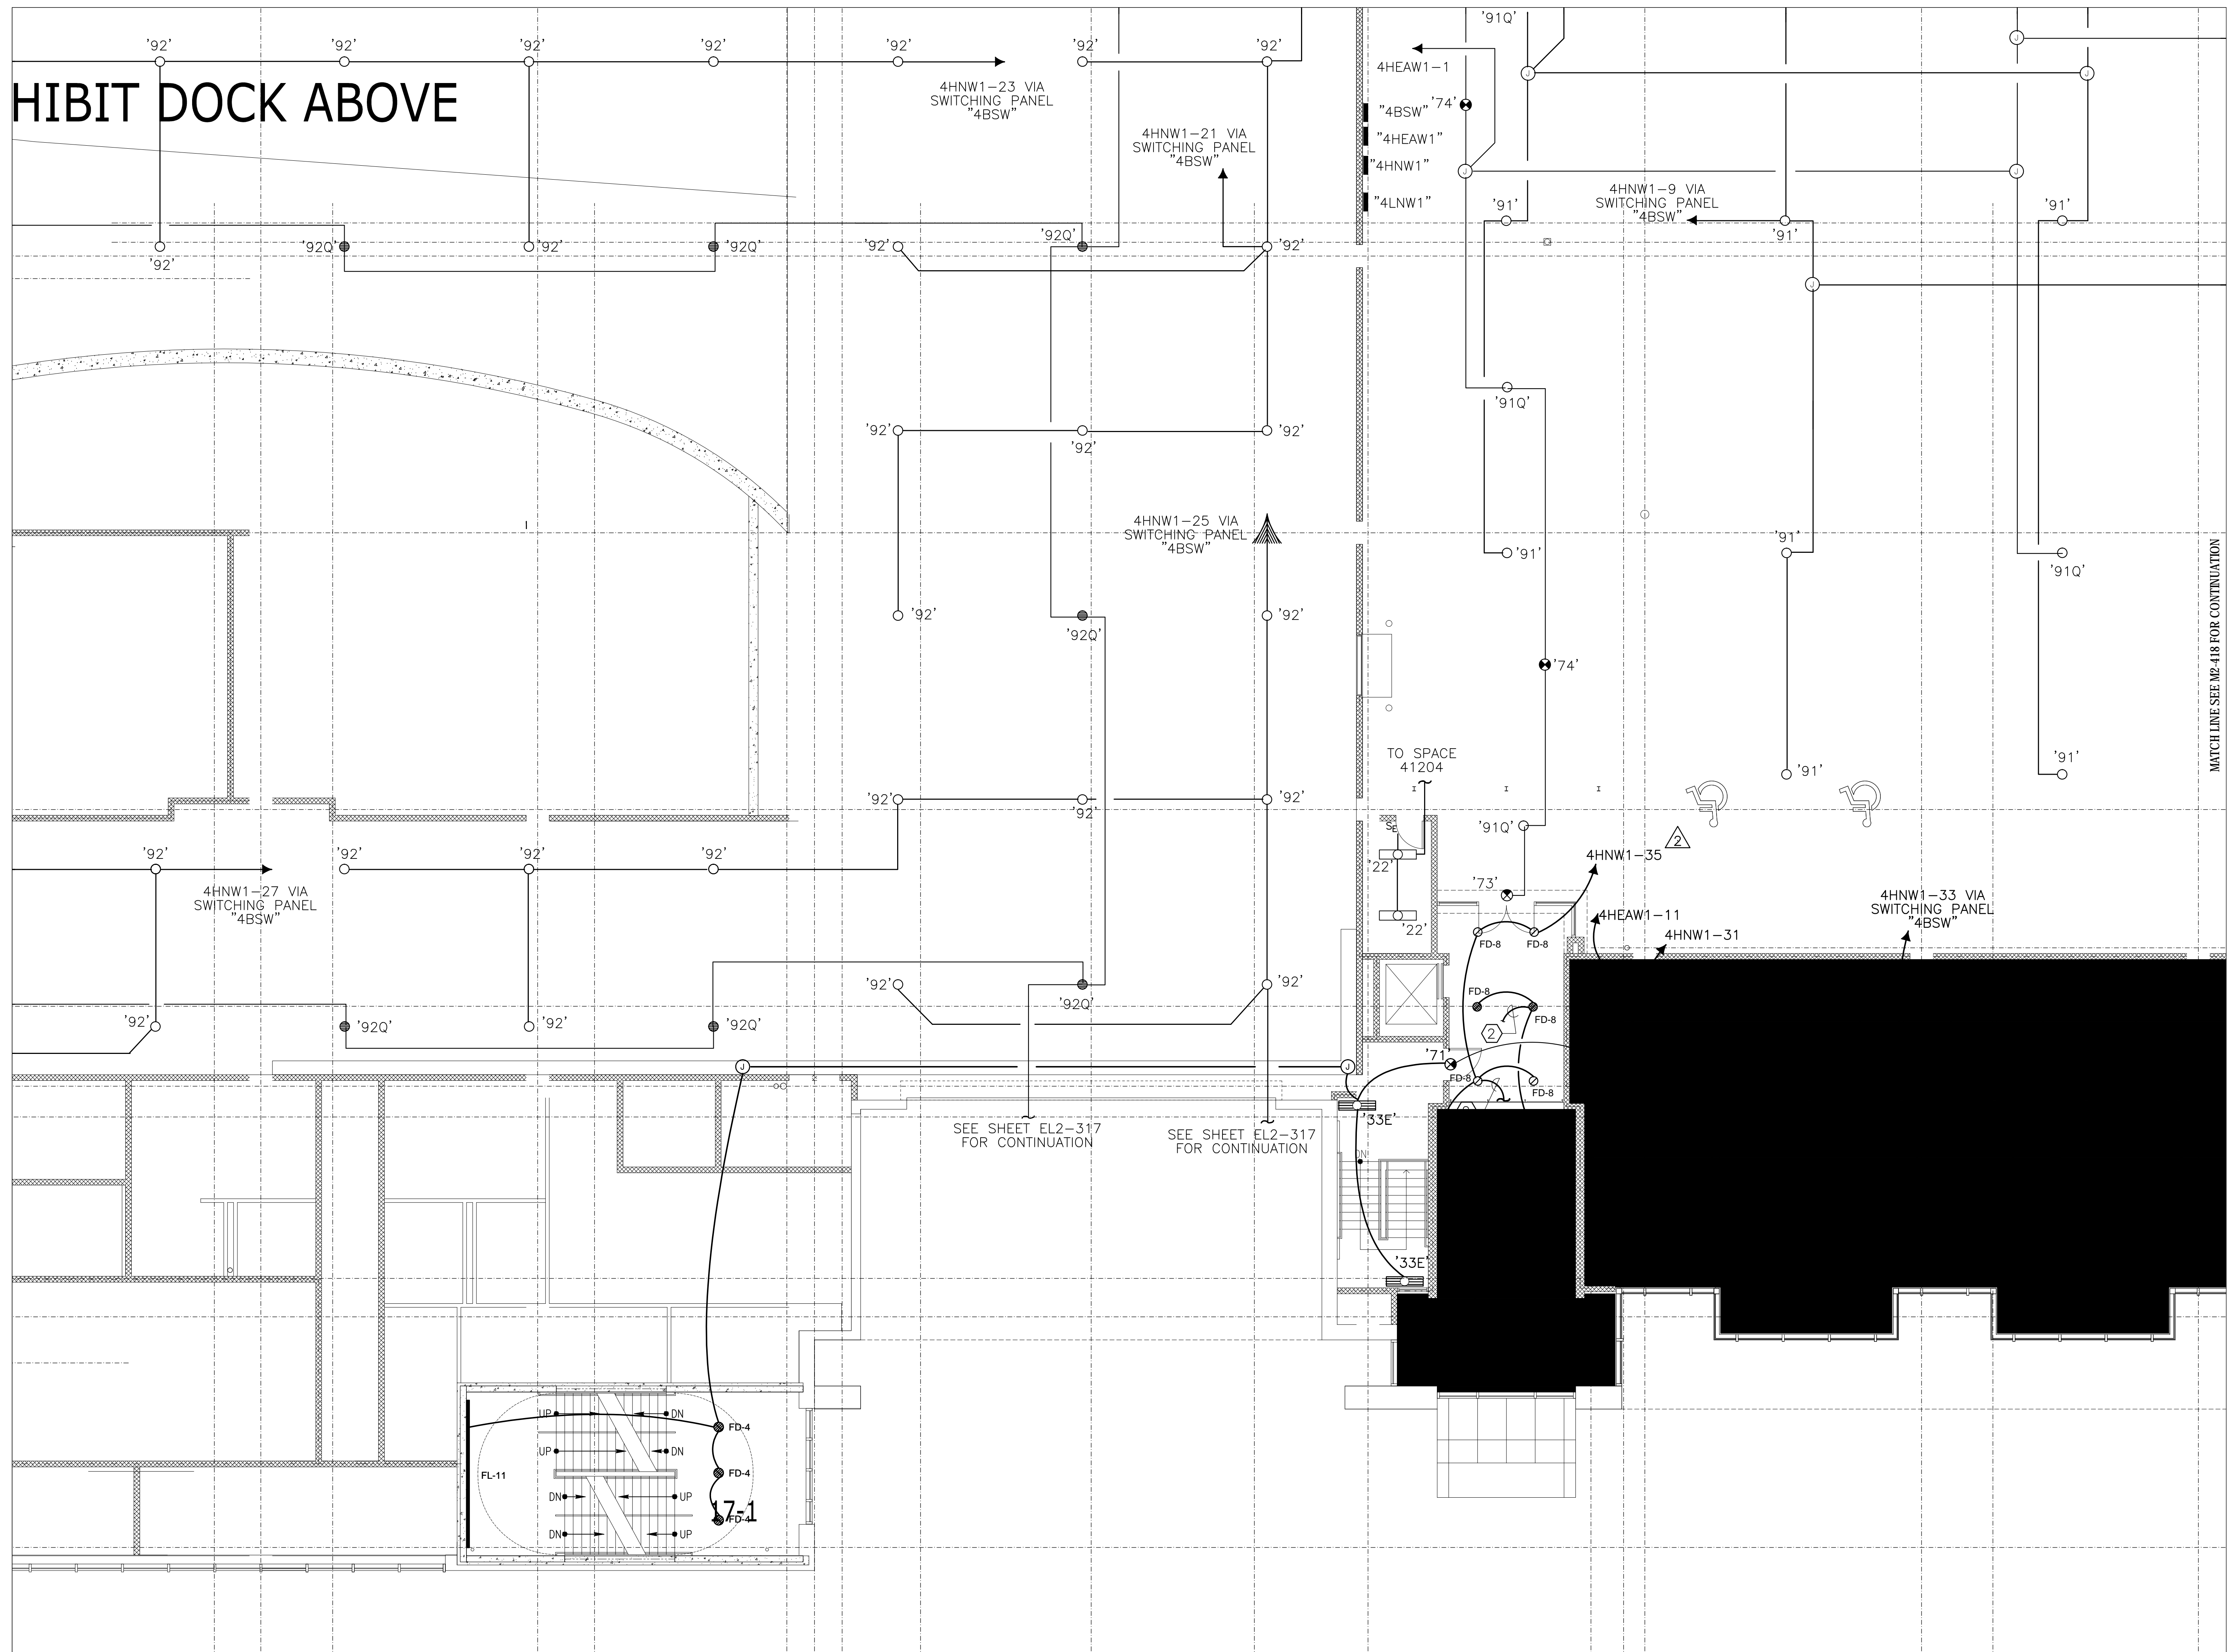 '91Q'
'92' '92' '92' '92' '92' '92' '92'
HIBIT DOCK ABOVE
4HNW1-23 VIA
SWITCHING PANEL
"4BSW"
4HEAW1-1
"4BSW" '74'
"4HEAW1"
"4HNW1"
"4LNW1"
J
J
J
J
J
4HNW1-21 VIA
SWITCHING PANEL
"4BSW"
4HNW1-9 VIA
SWITCHING PANEL
"4BSW"
'91' '91' '91'
'92' '92Q' '92' '92Q' '92' '92Q' '92'
J
'91Q'
'92' '92' '92'
4HNW1-25 VIA
SWITCHING PANEL
"4BSW"
'91' '91' '91Q'
MATCH LINE SEE M2-418 FOR CONTINUATION
'92' '92Q' '92'
'74'
TO SPACE
41204
'91' '91'
'92' '92' '92'
'91Q'
SE
2
'92' '92' '92' '92'
4HNW1-27 VIA
SWITCHING PANEL
"4BSW"
'22'
'22'
'73'
4HNW1-35
4HEAW1-11
4HNW1-31
4HNW1-33 VIA
SWITCHING PANEL
"4BSW"
FD-8 FD-8
FD-8
FD-8
2
'92' '92Q' '92'
'92' '92Q' '92' '92Q'
J
J
'71'
FD-8
FD-8
'33E'
SEE SHEET EL2-317
FOR CONTINUATION
SEE SHEET EL2-317
FOR CONTINUATION
DN
'33E'
UP DN
FD-4
UP DN
FL-11
FD-4
DN UP
17-1
FD-4
DN UP